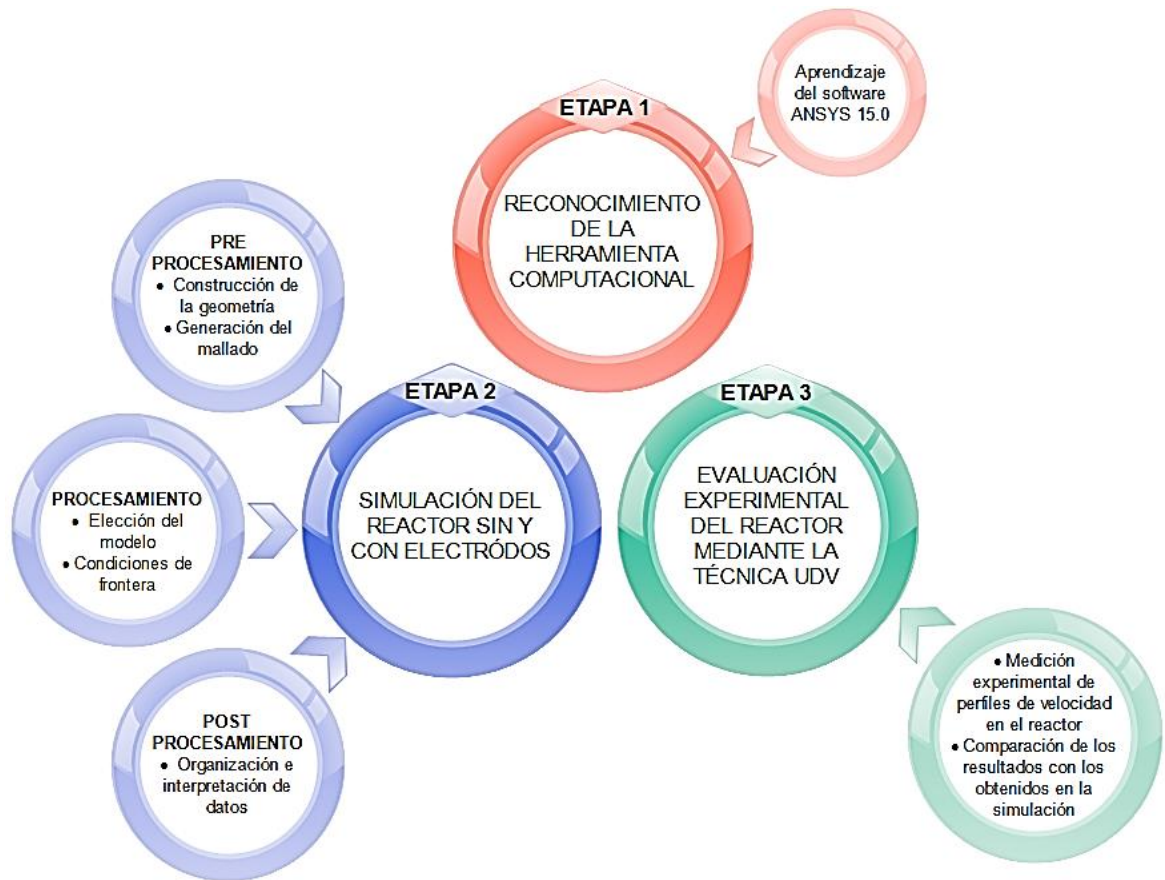 ETAPA 1
RECONOCIMIENTO
DE LA
HERRAMIENTA
COMPUTACIONAL
Aprendizaje
del software
ANSYS 15.0
ETAPA 2
SIMULACIÓN DEL
REACTOR SIN Y
CON ELECTRÓDOS
PRE
PROCESAMIENTO
• Construcción de
la geometría
• Generación del
mallado
PROCESAMIENTO
• Elección del
modelo
• Condiciones de
frontera
POST
PROCESAMIENTO
• Organización e
interpretación de
datos
ETAPA 3
EVALUACIÓN
EXPERIMENTAL
DEL REACTOR
MEDIANTE LA
TÉCNICA UDV
• Medición
experimental de
perfiles de velocidad
en el reactor
• Comparación de los
resultados con los
obtenidos en la
simulación